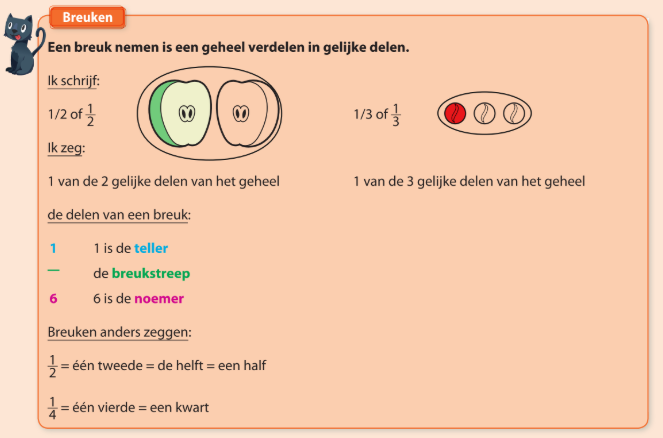 Breuken
Een breuk nemen is een geheel verdelen in gelijke delen.
Ik schrijf:
1/2 of 1/2
1/3 of 1/3
Ik zeg:
1 van de 2 gelijke delen van het geheel
1 van de 3 gelijke delen van het geheel
de delen van een breuk:
1 1 is de teller
— de breukstreep
6 6 is de noemer
Breuken anders zeggen:
1/2 = één tweede = de helft = een half
1/4 = één vierde = een kwart